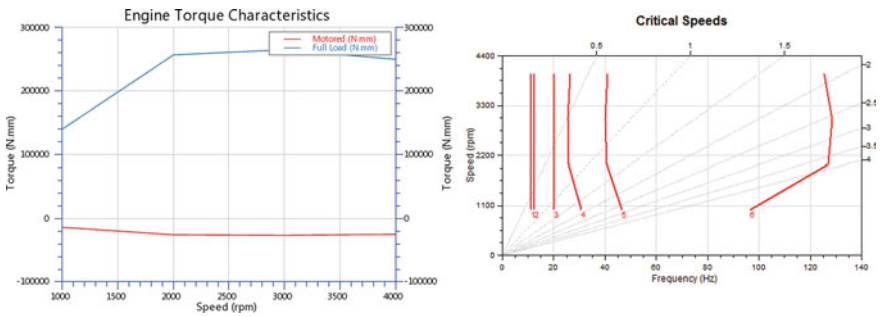 Engine Torque Characteristics
300000
200000
100000
0
-100000
Torque (N.mm)
Motored (N.mm)
Full Load (N.mm)
300000
200000
100000
0
-100000
Torque (N.mm)
1000 1500 2000 2500 3000 3500 4000
Speed (rpm)
Critical Speeds
0.5 1 1.5
4400
3300
2200
1100
0
Speed (rpm)
2
2.5
3
3.5
4
1 2 3 4 5 6
0 20 40 60 80 100 120 140
Frequency (Hz)